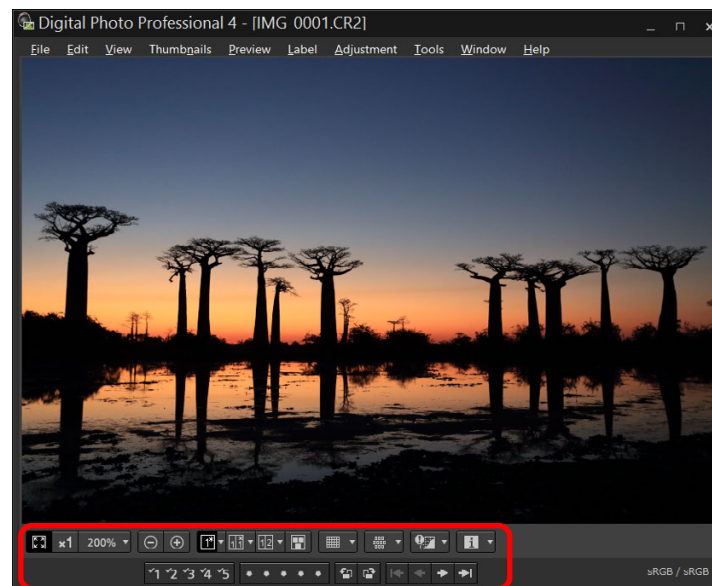 Digital Photo Professional 4 - [IMG 0001.CR2]
File Edit View Thumbnails Preview Label Adjustment Tools Window Help
×1 200%
1 2 3 4 5
sRGB / sRGB